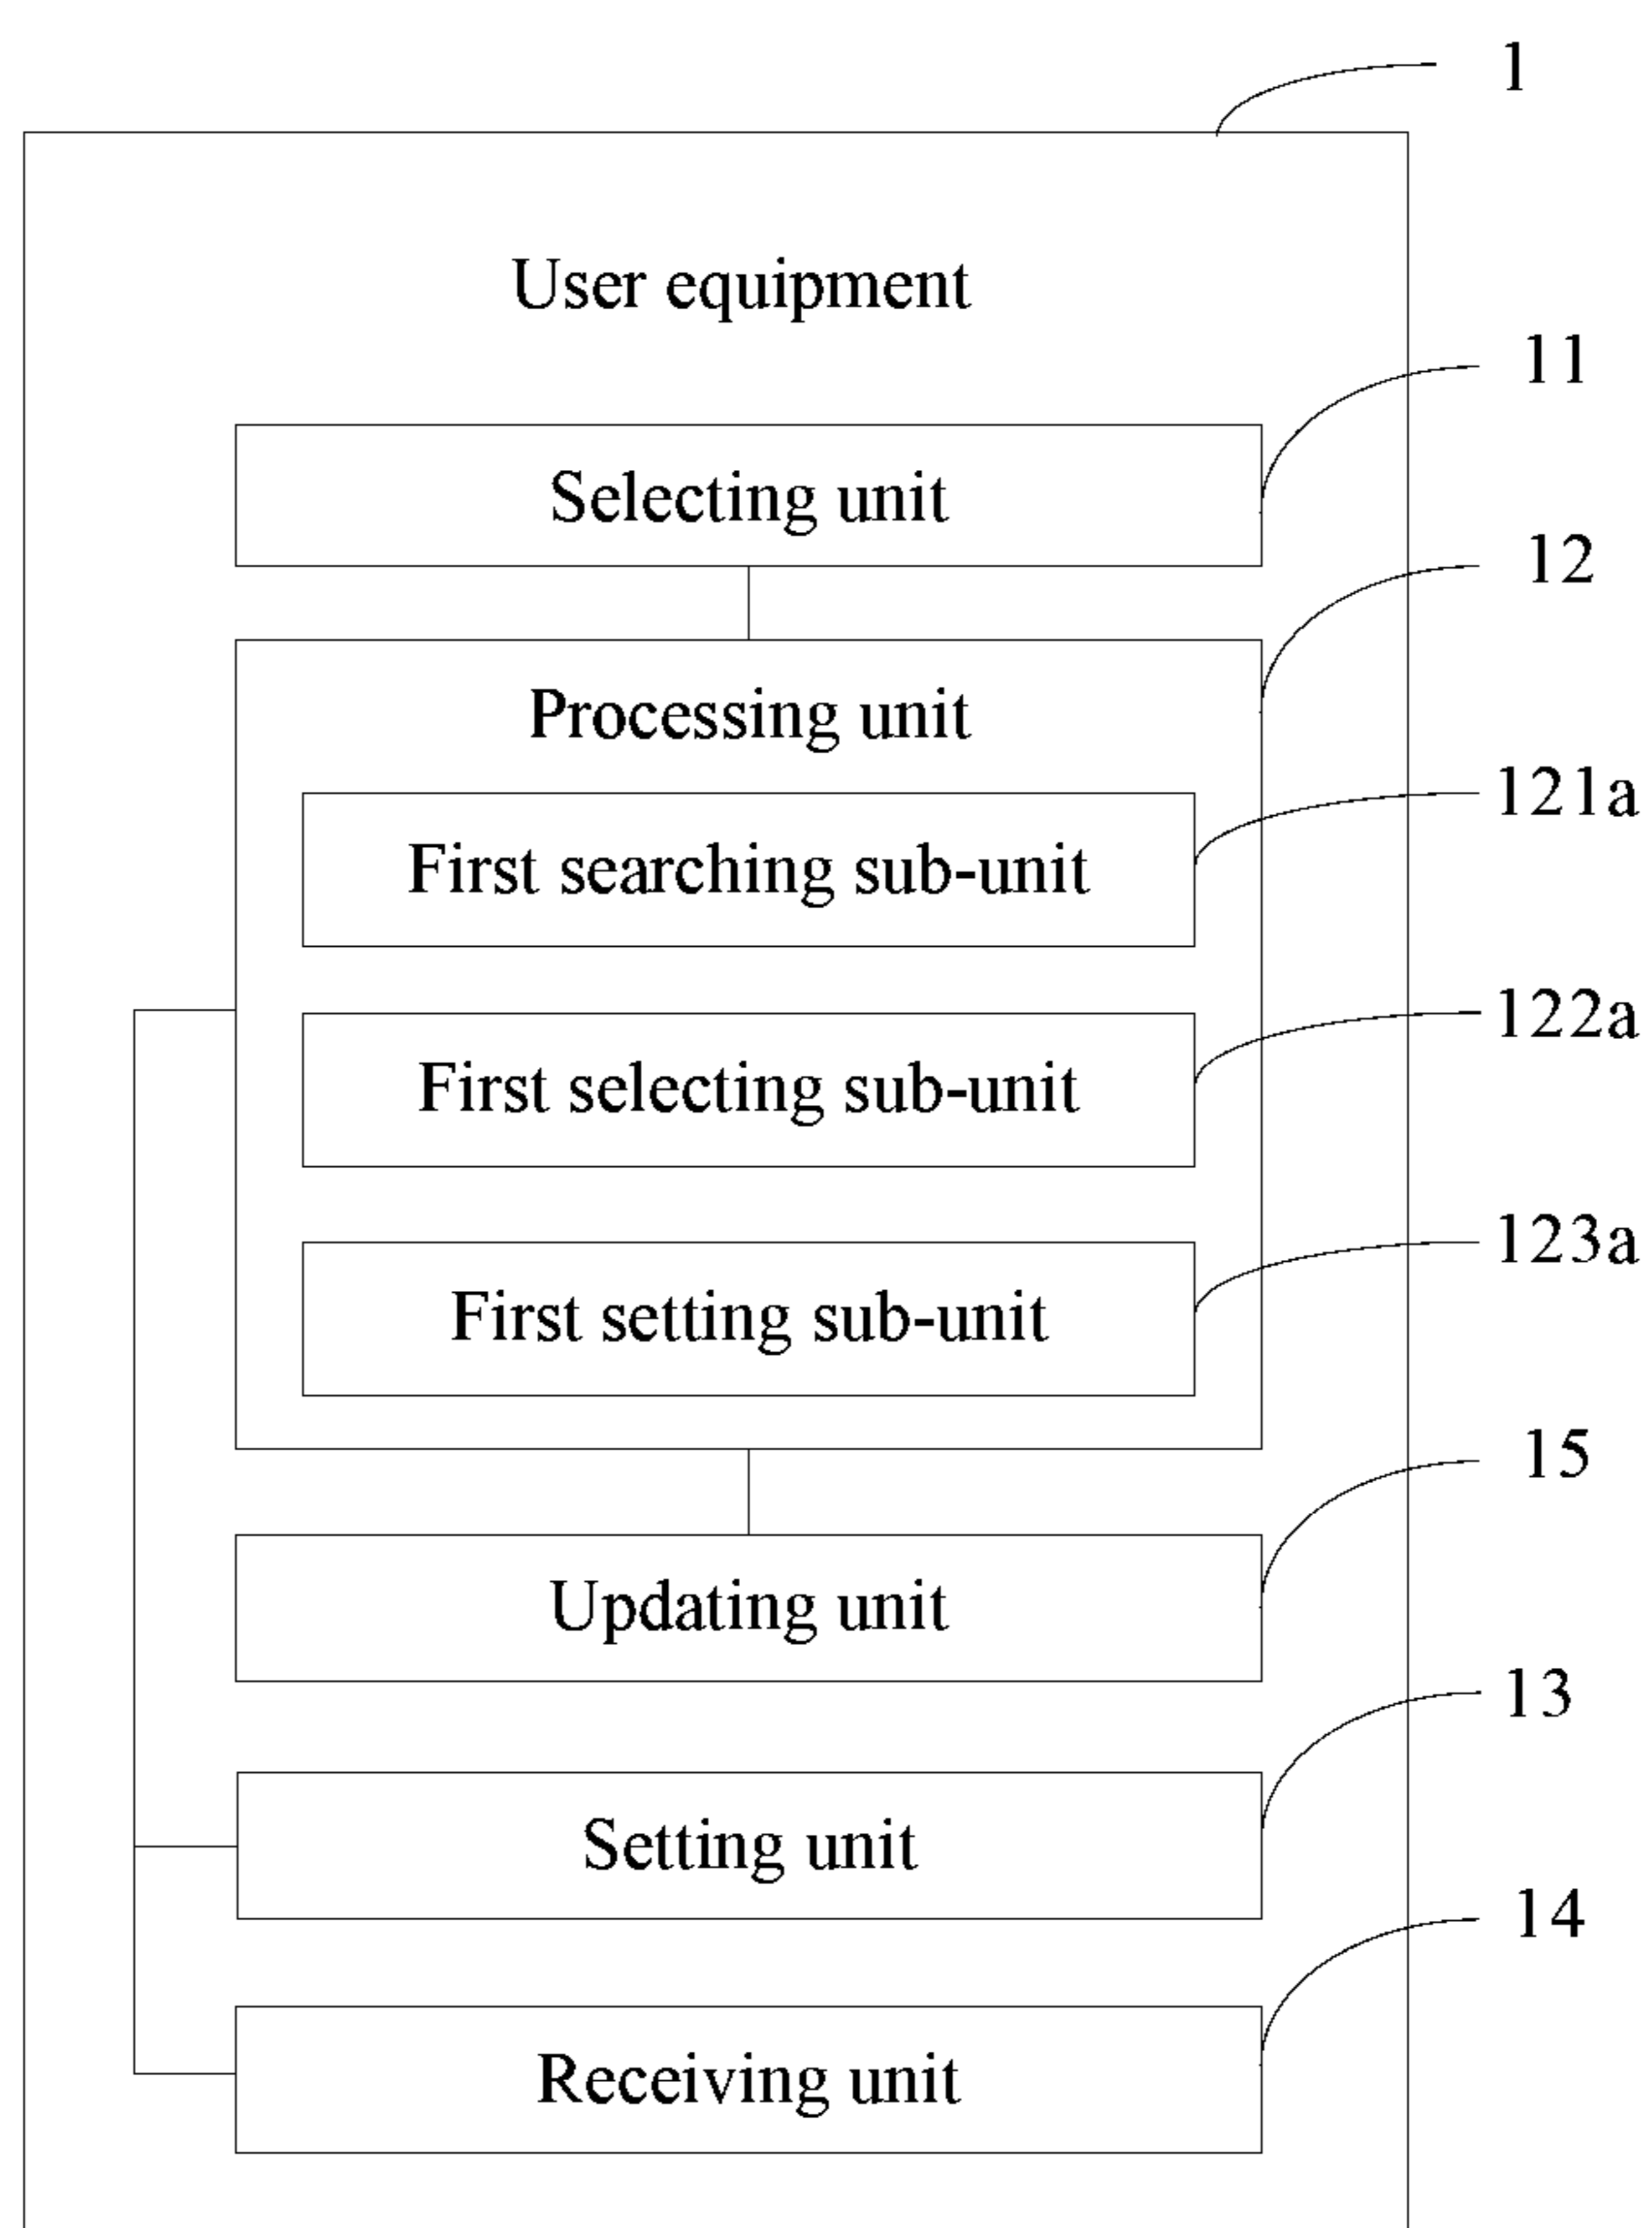 1
User equipment
11
Selecting unit
12
Processing unit
121a
First searching sub-unit
122a
First selecting sub-unit
123a
First setting sub-unit
15
Updating unit
13
Setting unit
14
Receiving unit